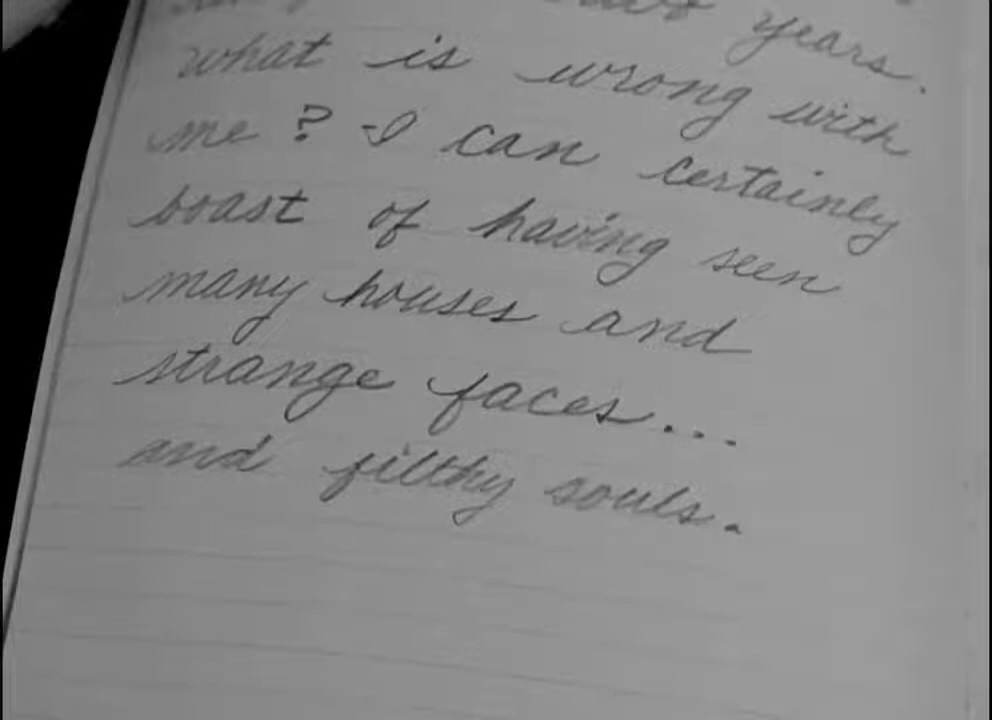 years.
what is wrong with
me? I can certainly
boast of having seen
many houses and
strange faces...
and filthy souls.